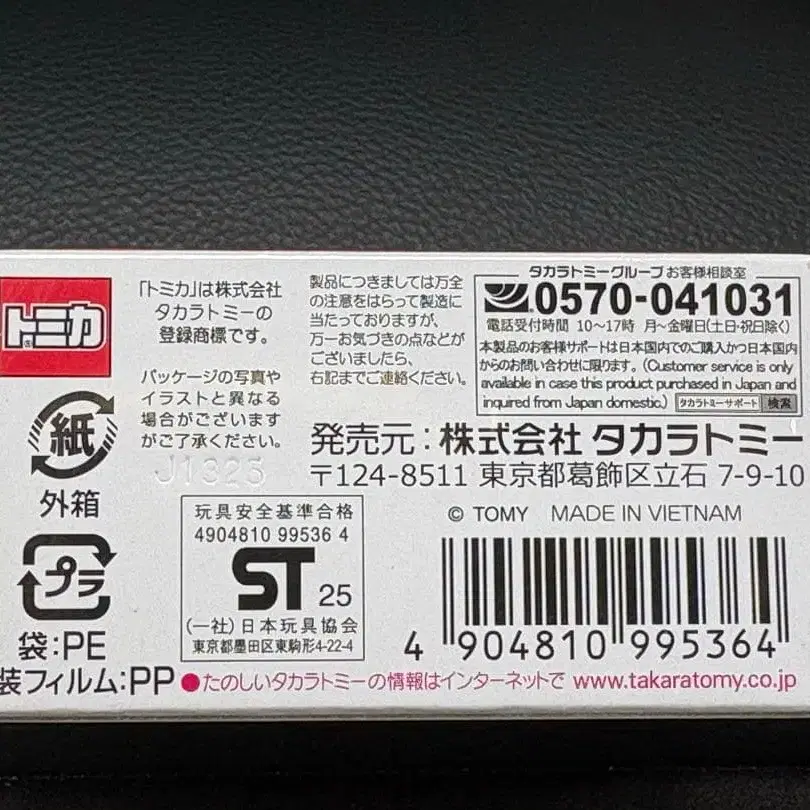 トミカ
「トミカ」は株式会社
タカラトミーの
登録商標です。
パッケージの写真や
イラストと異なる
場合がございます
がご了承ください。
J1325
製品につきましては万全
の注意をはらって製造に
当たっておりますが、
万一お気づきの点などが
ございましたら、
右記までご連絡ください。
タカラトミーグループ お客様相談室
0570-041031
電話受付時間 10〜17時 月〜金曜日(土日・祝日除く)
本製品のお客様サポートは日本国内でのご購入かつ日本国内
からのお問い合わせに限ります。(Customer service is only
available in case this product purchased in Japan and
inquired from Japan domestic.) タカラトミーサポート 検索
発売元:株式会社 タカラトミー
〒124-8511 東京都葛飾区立石 7-9-10
© TOMY MADE IN VIETNAM
紙
外箱
プラ
袋:PE
装フィルム:PP
玩具安全基準合格
4904810 99536 4
ST 25
(一社)日本玩具協会
東京都墨田区東駒形4-22-4
4 904810 995364
●たのしいタカラトミーの情報はインターネットで www.takaratomy.co.jp